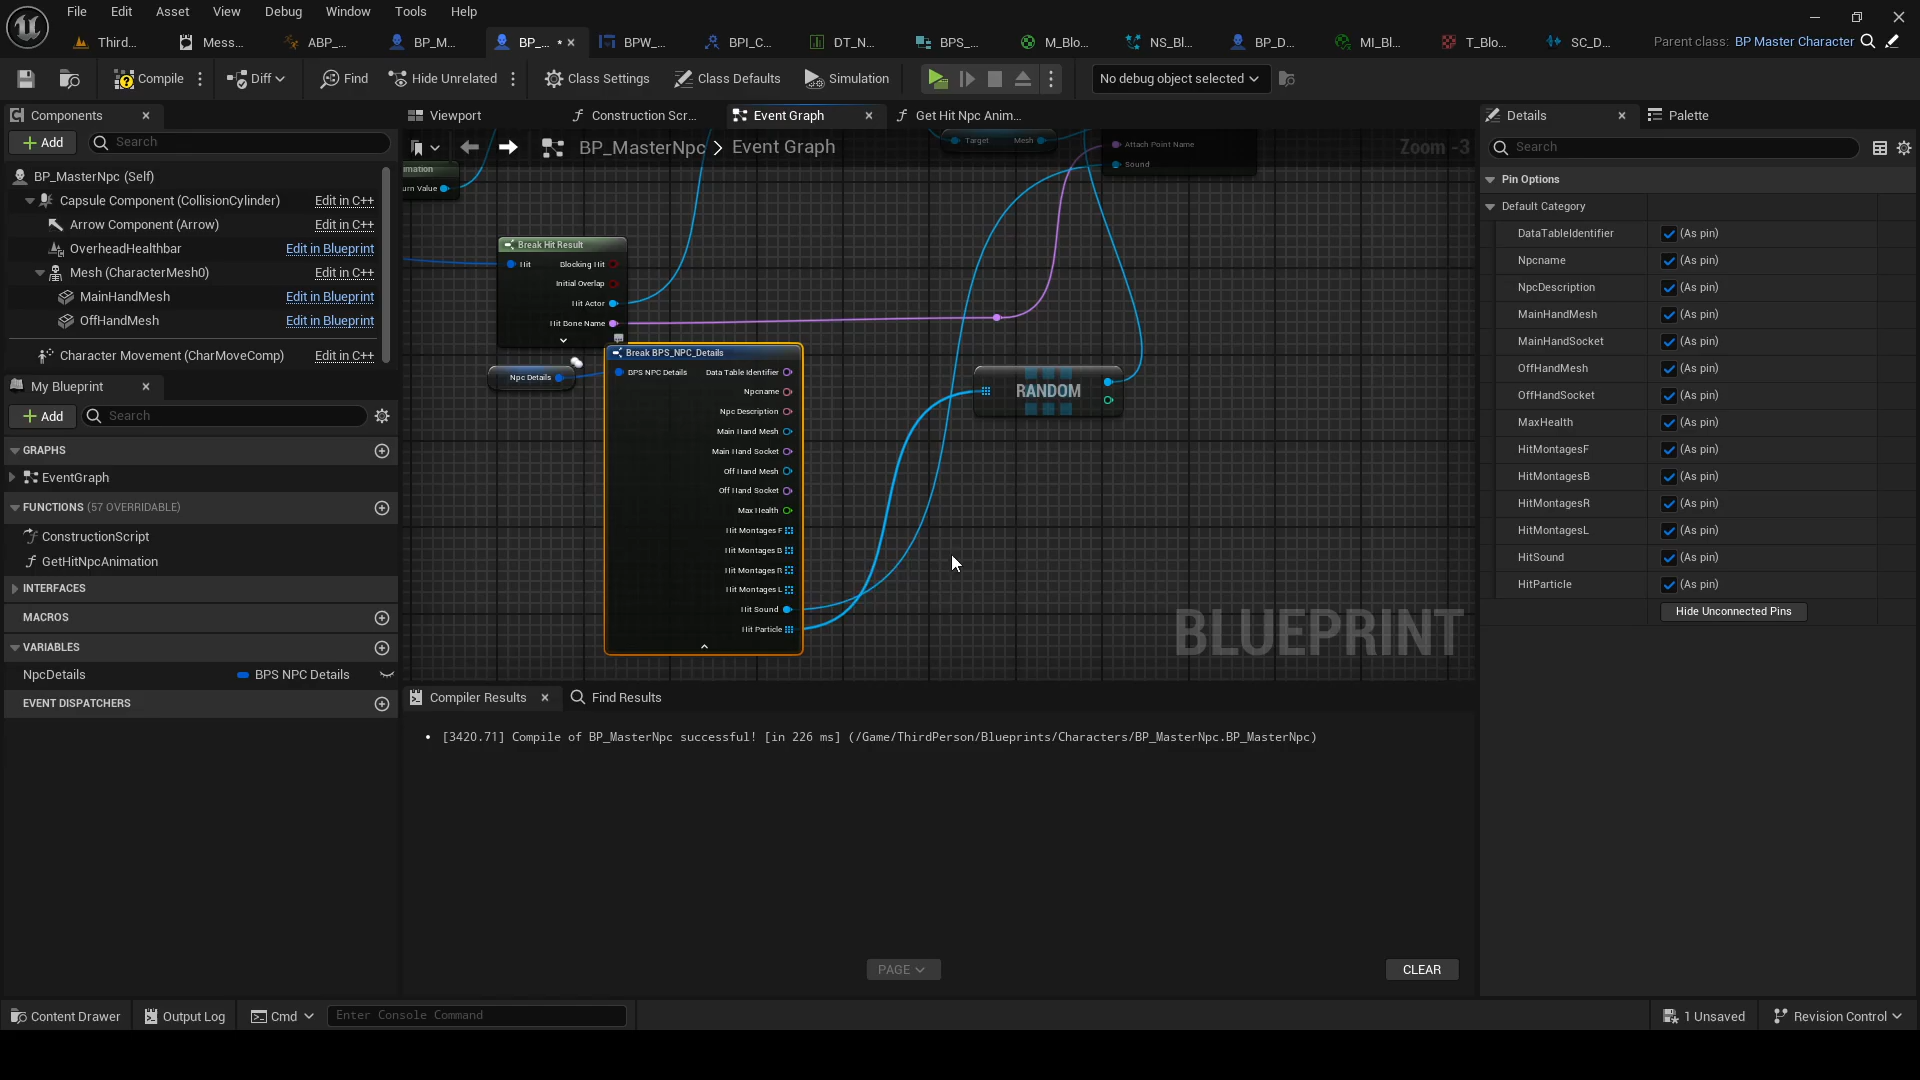 File Edit Asset View Debug Window Tools Help
Third... Mess... ABP_... BP_M... BP_... * BPW_... BPI_C... DT_N... BPS_... M_Blo... NS_Bl... BP_D... MI_Bl... T_Blo... SC_D... Parent class: BP Master Character
Compile Diff Find Hide Unrelated Class Settings Class Defaults Simulation No debug object selected
Components
Add Search
BP_MasterNpc (Self)
Capsule Component (CollisionCylinder) Edit in C++
Arrow Component (Arrow) Edit in C++
OverheadHealthbar Edit in Blueprint
Mesh (CharacterMesh0) Edit in C++
MainHandMesh Edit in Blueprint
OffHandMesh Edit in Blueprint
Character Movement (CharMoveComp) Edit in C++
My Blueprint
Add Search
GRAPHS
EventGraph
FUNCTIONS (57 OVERRIDABLE)
ConstructionScript
GetHitNpcAnimation
INTERFACES
MACROS
VARIABLES
NpcDetails BPS NPC Details
EVENT DISPATCHERS
Viewport Construction Scr... Event Graph Get Hit Npc Anim...
BP_MasterNpc > Event Graph
Zoom -3
Target Mesh
Attach Point Name
Sound
mation
urn Value
Break Hit Result
Hit Blocking Hit
Initial Overlap
Hit Actor
Hit Bone Name
Npc Details
Break BPS_NPC_Details
BPS NPC Details Data Table Identifier
Npcname
Npc Description
Main Hand Mesh
Main Hand Socket
Off Hand Mesh
Off Hand Socket
Max Health
Hit Montages F
Hit Montages B
Hit Montages R
Hit Montages L
Hit Sound
Hit Particle
RANDOM
BLUEPRINT
Compiler Results Find Results
• [3420.71] Compile of BP_MasterNpc successful! [in 226 ms] (/Game/ThirdPerson/Blueprints/Characters/BP_MasterNpc.BP_MasterNpc)
PAGE CLEAR
Details Palette
Search
Pin Options
Default Category
DataTableIdentifier (As pin)
Npcname (As pin)
NpcDescription (As pin)
MainHandMesh (As pin)
MainHandSocket (As pin)
OffHandMesh (As pin)
OffHandSocket (As pin)
MaxHealth (As pin)
HitMontagesF (As pin)
HitMontagesB (As pin)
HitMontagesR (As pin)
HitMontagesL (As pin)
HitSound (As pin)
HitParticle (As pin)
Hide Unconnected Pins
Content Drawer Output Log Cmd Enter Console Command 1 Unsaved Revision Control